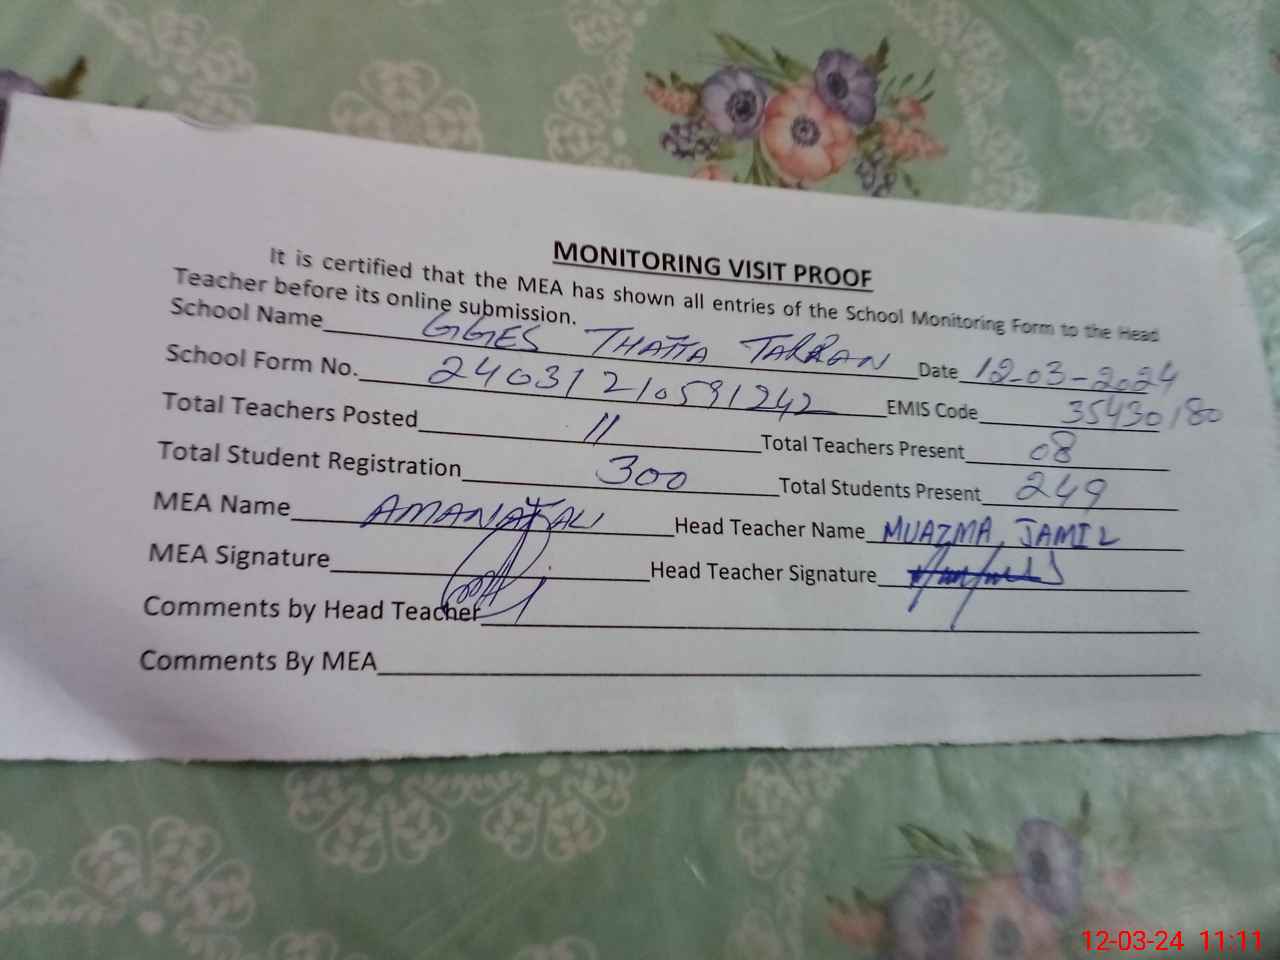 MONITORING VISIT PROOF
It is certified that the MEA has shown all entries of the School Monitoring Form to the Head
Teacher before its online submission.
School Name GGES THATTA TARRAN Date 12-03-2024
School Form No. 24031210591242 EMIS Code 35430180
Total Teachers Posted 11 Total Teachers Present 08
Total Student Registration 300 Total Students Present 249
MEA Name AMANAT ALI Head Teacher Name MUAZMA JAMIL
MEA Signature Head Teacher Signature
Comments by Head Teacher
Comments By MEA
12-03-24 11:11